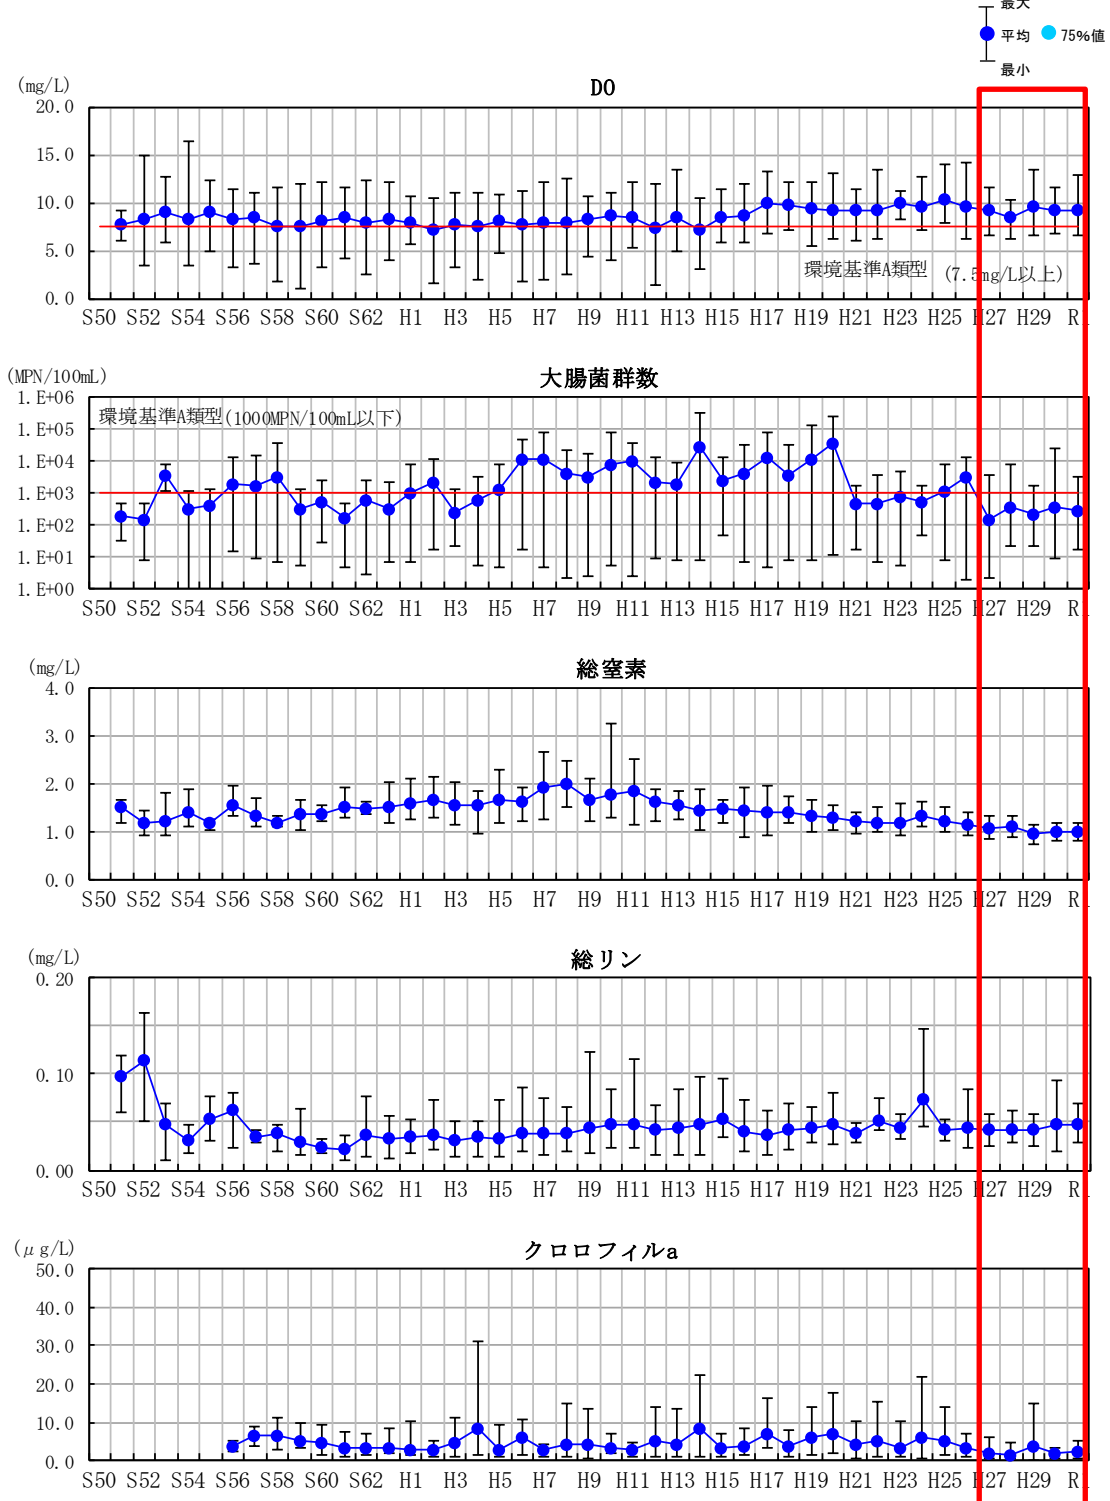 最大
平均 75%値
最小
(mg/L)
DO
20.0
15.0
10.0
5.0
0.0
環境基準A類型 (7.5mg/L以上)
S50 S52 S54 S56 S58 S60 S62 H1 H3 H5 H7 H9 H11 H13 H15 H17 H19 H21 H23 H25 H27 H29 R1
(MPN/100mL)
大腸菌群数
1.E+06
1.E+05
1.E+04
1.E+03
1.E+02
1.E+01
1.E+00
環境基準A類型(1000MPN/100mL以下)
S50 S52 S54 S56 S58 S60 S62 H1 H3 H5 H7 H9 H11 H13 H15 H17 H19 H21 H23 H25 H27 H29 R1
(mg/L)
総窒素
4.0
3.0
2.0
1.0
0.0
S50 S52 S54 S56 S58 S60 S62 H1 H3 H5 H7 H9 H11 H13 H15 H17 H19 H21 H23 H25 H27 H29 R1
(mg/L)
総リン
0.20
0.10
0.00
S50 S52 S54 S56 S58 S60 S62 H1 H3 H5 H7 H9 H11 H13 H15 H17 H19 H21 H23 H25 H27 H29 R1
(μg/L)
クロロフィルa
50.0
40.0
30.0
20.0
10.0
0.0
S50 S52 S54 S56 S58 S60 S62 H1 H3 H5 H7 H9 H11 H13 H15 H17 H19 H21 H23 H25 H27 H29 R1